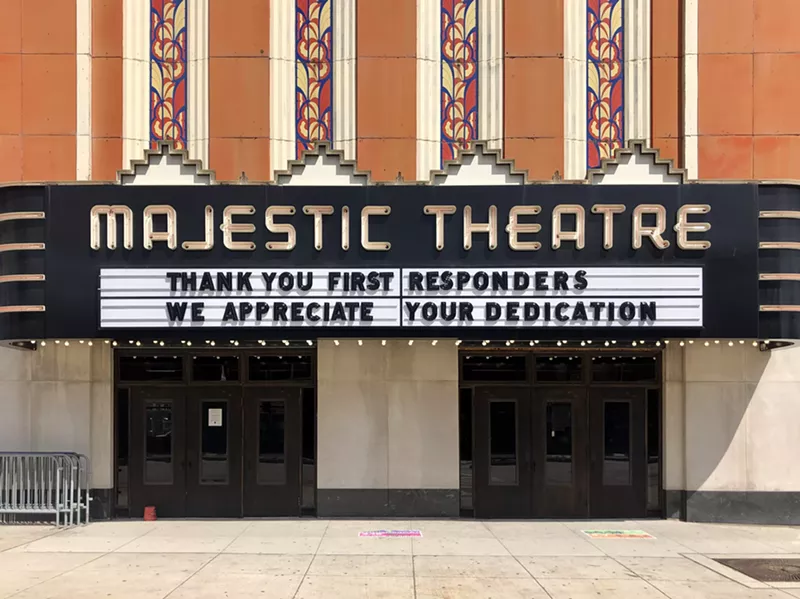 MAJESTIC THEATRE
THANK YOU FIRST RESPONDERS
WE APPRECIATE YOUR DEDICATION